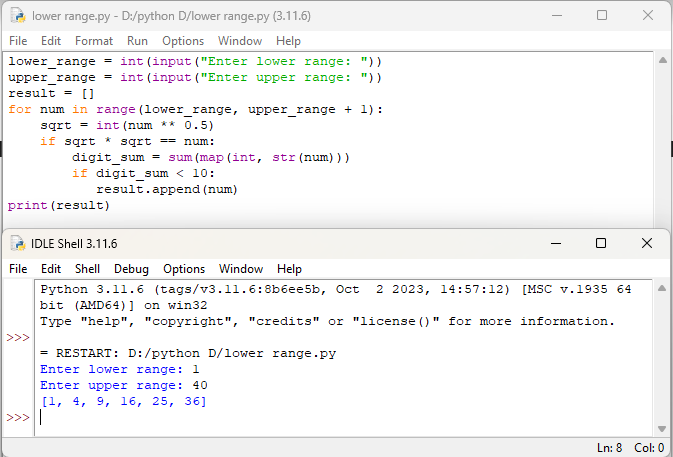 lower range.py - D:/python D/lower range.py (3.11.6)
File Edit Format Run Options Window Help
lower_range = int(input("Enter lower range: "))
upper_range = int(input("Enter upper range: "))
result = []
for num in range(lower_range, upper_range + 1):
    sqrt = int(num ** 0.5)
    if sqrt * sqrt == num:
        digit_sum = sum(map(int, str(num)))
        if digit_sum < 10:
           result.append(num)
print(result)
IDLE Shell 3.11.6
File Edit Shell Debug Options Window Help
Python 3.11.6 (tags/v3.11.6:8b6ee5b, Oct  2 2023, 14:57:12) [MSC v.1935 64
bit (AMD64)] on win32
Type "help", "copyright", "credits" or "license()" for more information.
>>>
= RESTART: D:/python D/lower range.py
Enter lower range: 1
Enter upper range: 40
[1, 4, 9, 16, 25, 36]
>>>
Ln: 8 Col: 0